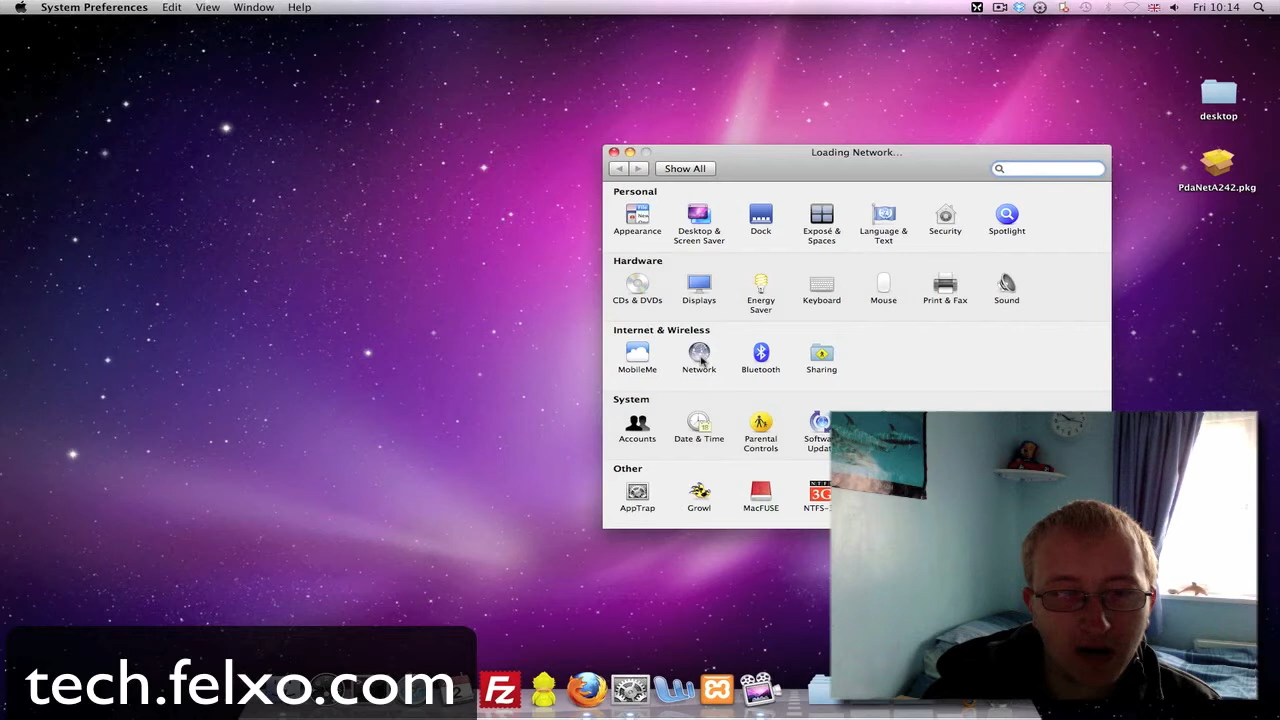 System Preferences Edit View Window Help Fri 10:14
desktop
PdaNetA242.pkg
Loading Network...
Show All
Personal
Appearance Desktop & Screen Saver Dock Exposé & Spaces Language & Text Security Spotlight
Hardware
CDs & DVDs Displays Energy Saver Keyboard Mouse Print & Fax Sound
Internet & Wireless
MobileMe Network Bluetooth Sharing
System
Accounts Date & Time Parental Controls
Other
AppTrap Growl MacFUSE
3G
Fz
tech.felxo.com